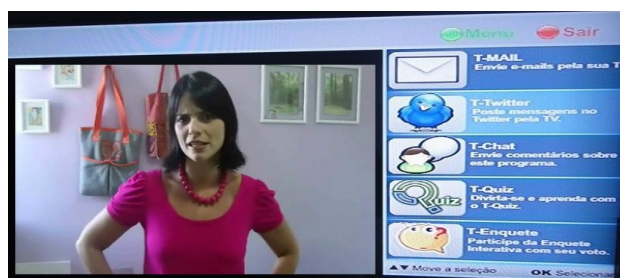 Menu Sair
T-MAIL
Envie e-mails pela sua T
T-Twitter
Poste mensagens no
Twitter pela TV.
T-Chat
Envie comentários sobre
este programa.
Quiz
T-Quiz
Divirta-se e aprenda com
o T-Quiz.
T-Enquete
Participe da Enquete
Interativa com seu voto.
▲▼ Move a seleção OK Selecionar